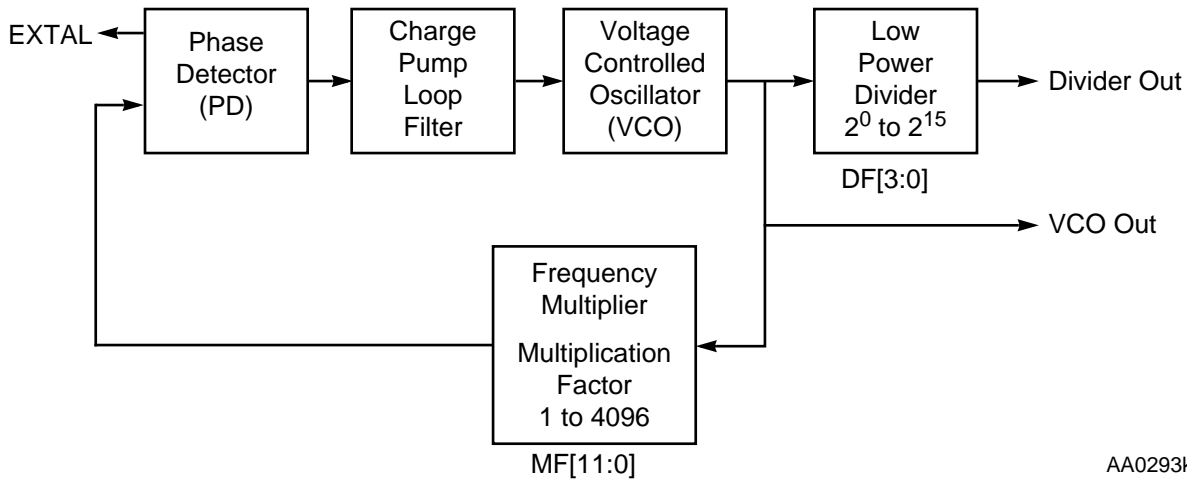 EXTAL
Phase
Detector
(PD)
Charge
Pump
Loop
Filter
Voltage
Controlled
Oscillator
(VCO)
Low
Power
Divider
2⁰ to 2¹⁵
DF[3:0]
Divider Out
VCO Out
Frequency
Multiplier
Multiplication
Factor
1 to 4096
MF[11:0]
AA0293k